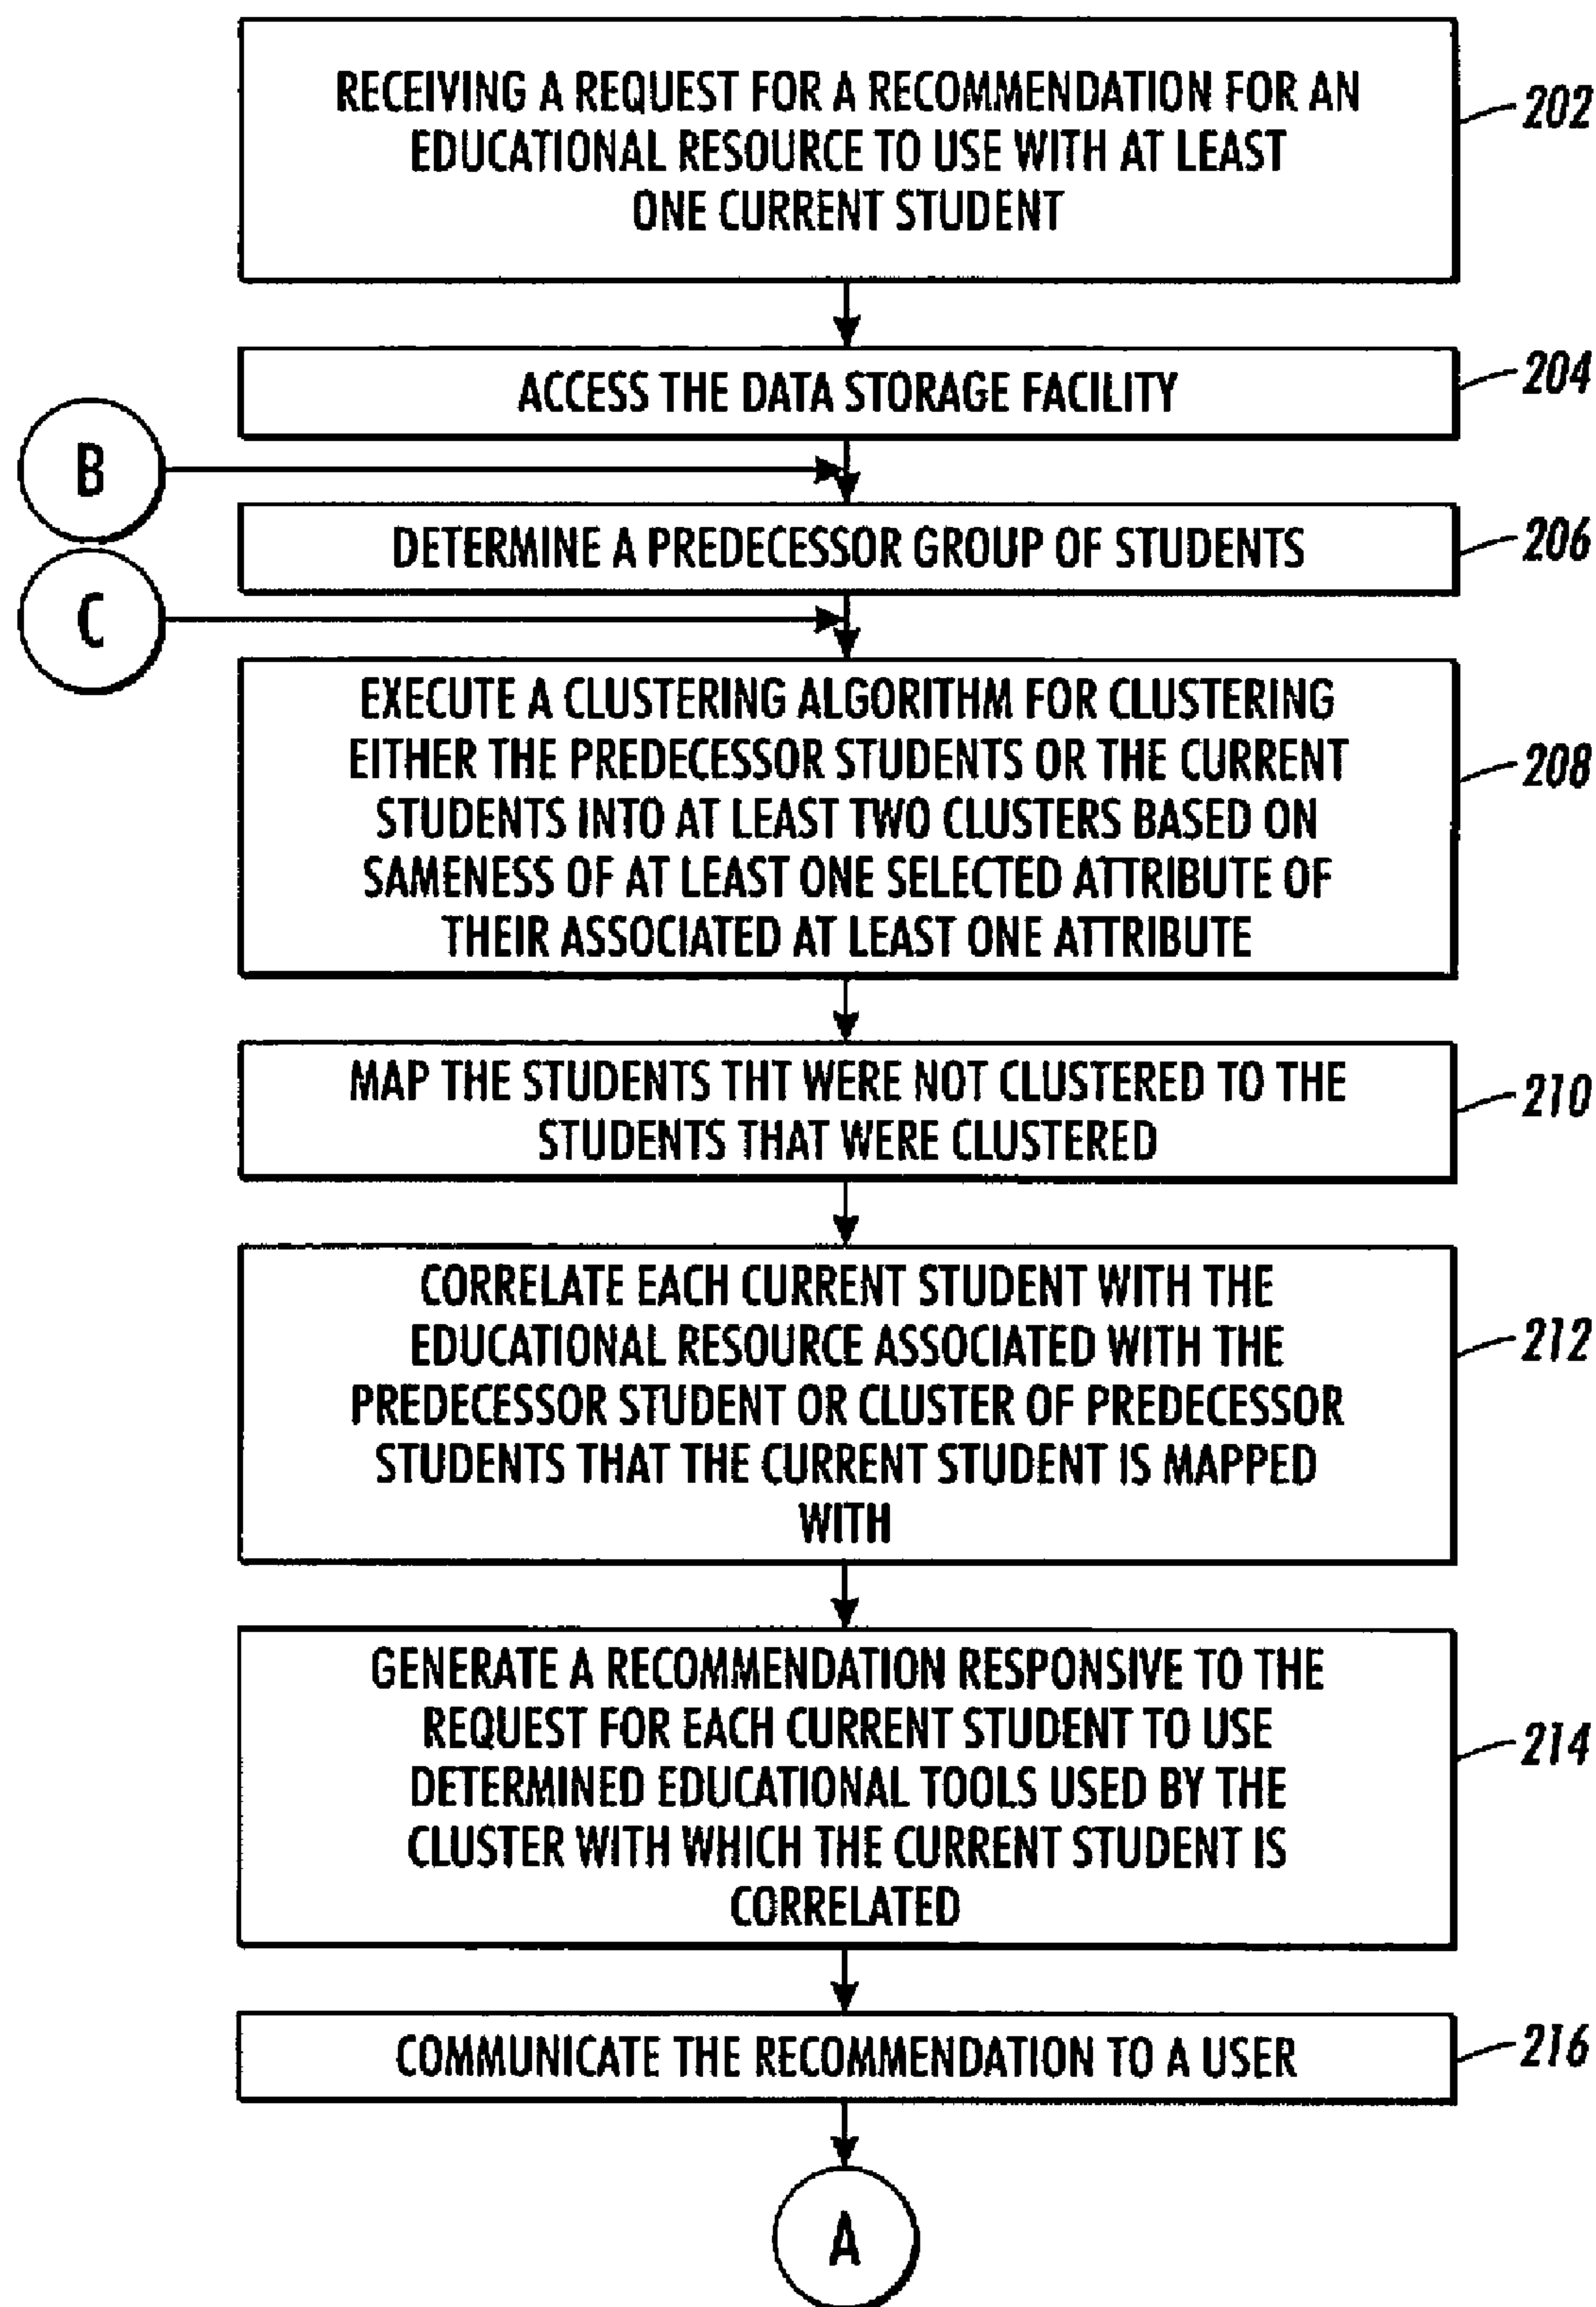 RECEIVING A REQUEST FOR A RECOMMENDATION FOR AN
EDUCATIONAL RESOURCE TO USE WITH AT LEAST
ONE CURRENT STUDENT
202
ACCESS THE DATA STORAGE FACILITY
204
B
DETERMINE A PREDECESSOR GROUP OF STUDENTS
206
C
EXECUTE A CLUSTERING ALGORITHM FOR CLUSTERING
EITHER THE PREDECESSOR STUDENTS OR THE CURRENT
STUDENTS INTO AT LEAST TWO CLUSTERS BASED ON
SAMENESS OF AT LEAST ONE SELECTED ATTRIBUTE OF
THEIR ASSOCIATED AT LEAST ONE ATTRIBUTE
208
MAP THE STUDENTS THT WERE NOT CLUSTERED TO THE
STUDENTS THAT WERE CLUSTERED
210
CORRELATE EACH CURRENT STUDENT WITH THE
EDUCATIONAL RESOURCE ASSOCIATED WITH THE
PREDECESSOR STUDENT OR CLUSTER OF PREDECESSOR
STUDENTS THAT THE CURRENT STUDENT IS MAPPED
WITH
212
GENERATE A RECOMMENDATION RESPONSIVE TO THE
REQUEST FOR EACH CURRENT STUDENT TO USE
DETERMINED EDUCATIONAL TOOLS USED BY THE
CLUSTER WITH WHICH THE CURRENT STUDENT IS
CORRELATED
214
COMMUNICATE THE RECOMMENDATION TO A USER
216
A